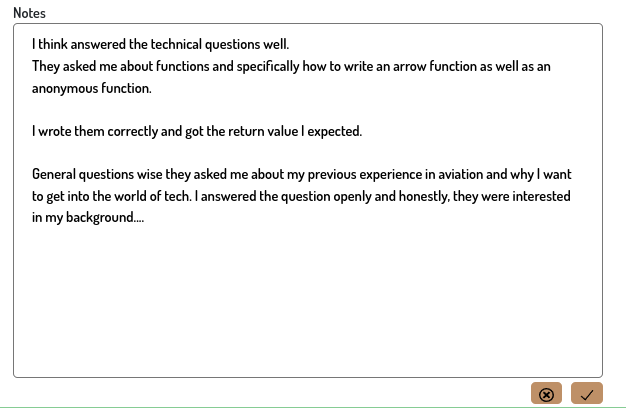 Notes
I think answered the technical questions well.
They asked me about functions and specifically how to write an arrow function as well as an
anonymous function.
I wrote them correctly and got the return value I expected.
General questions wise they asked me about my previous experience in aviation and why I want
to get into the world of tech. I answered the question openly and honestly, they were interested
in my background....